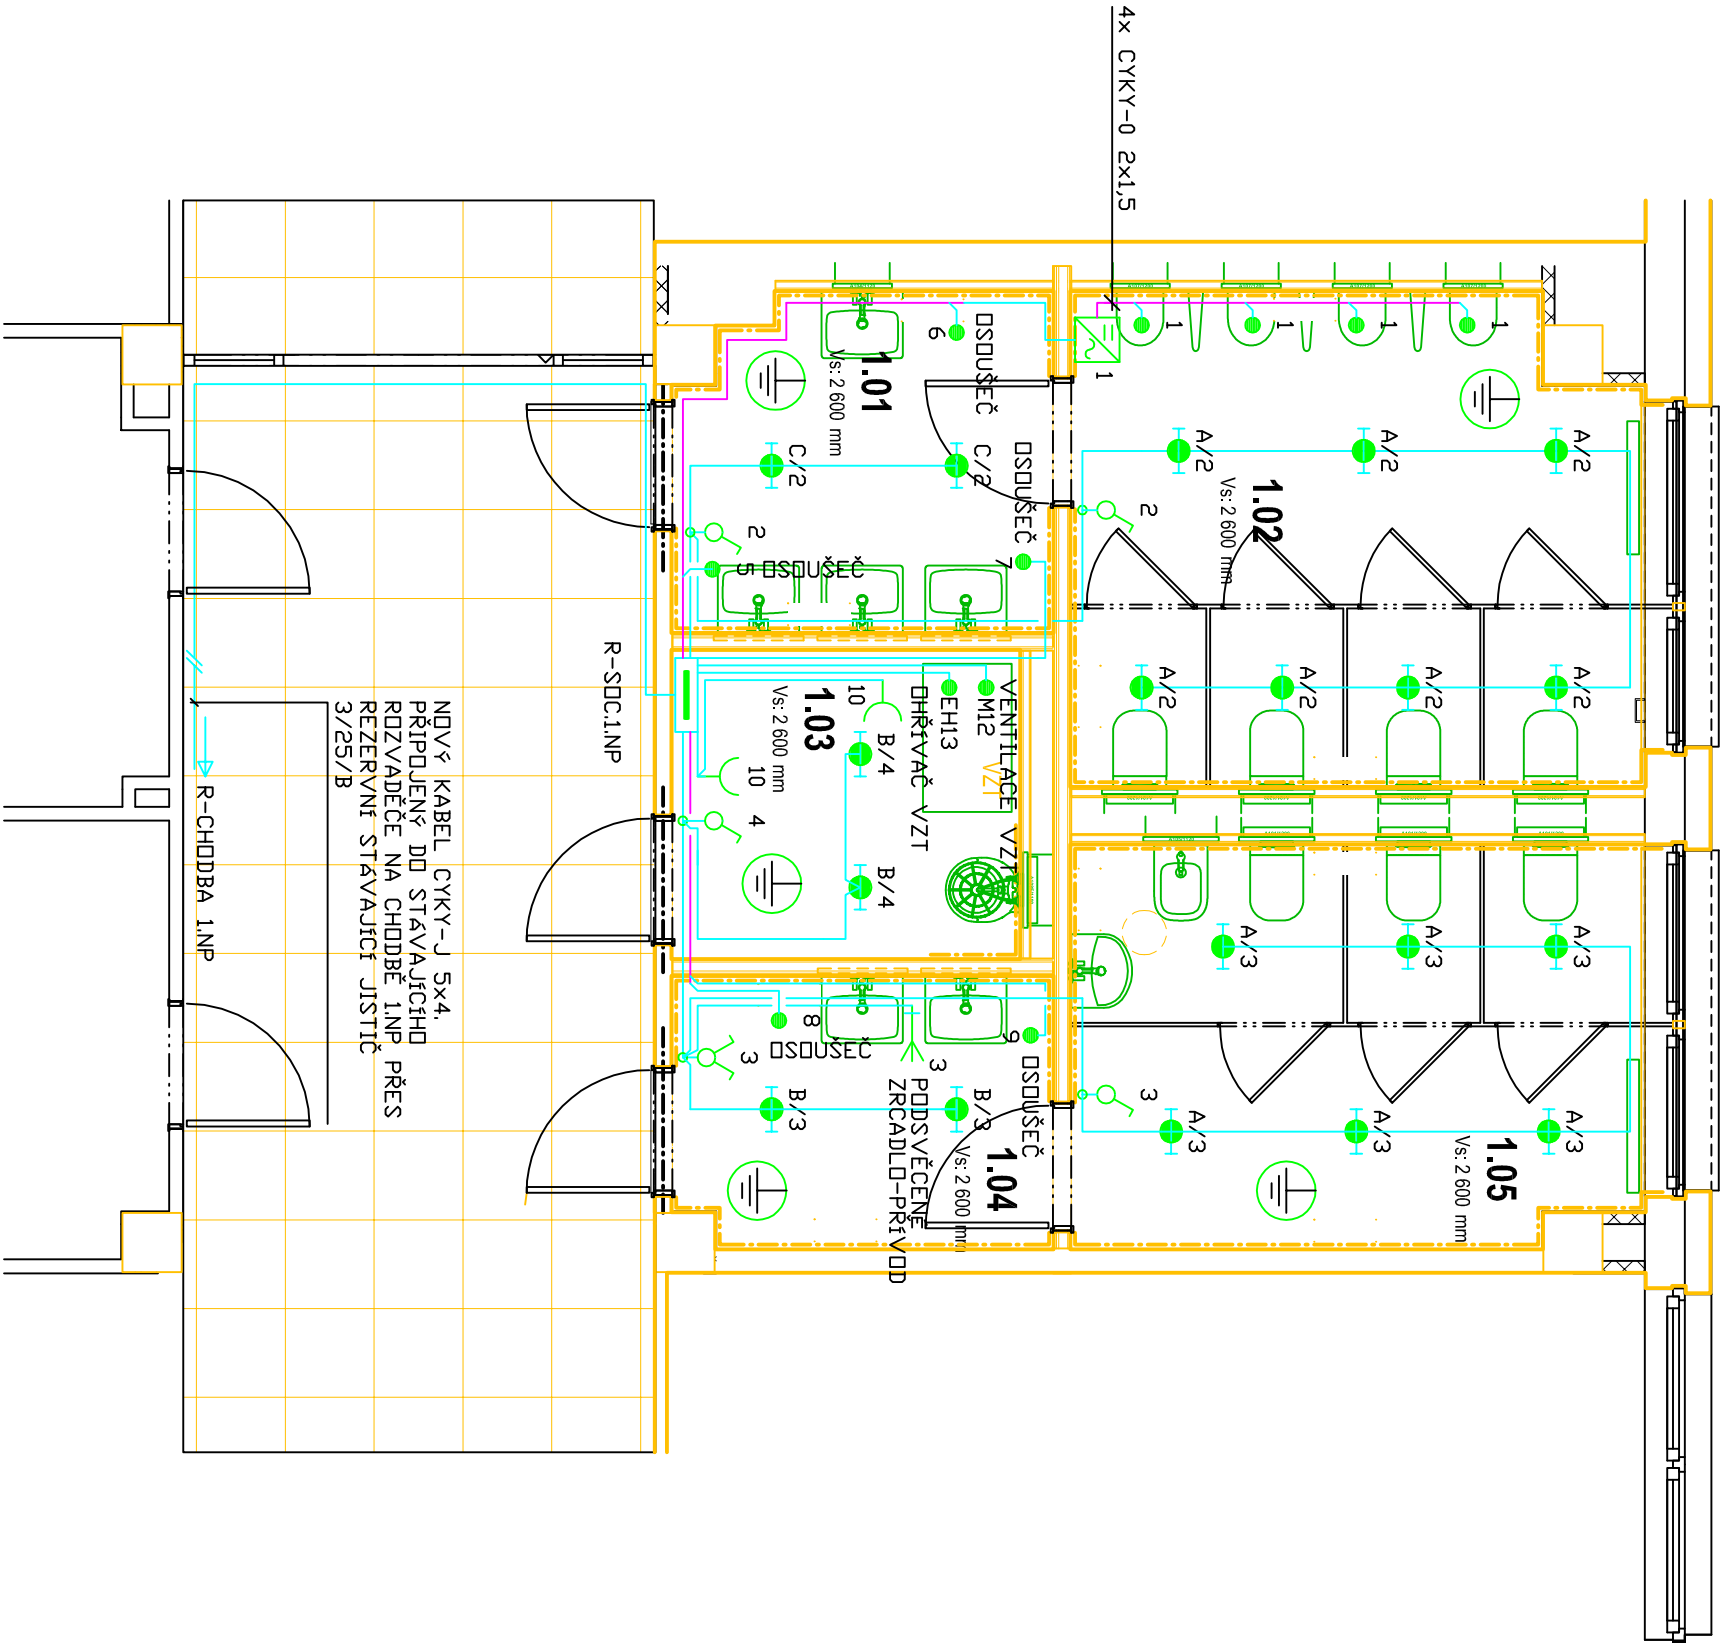 4x CYKY-O 2x1,5
1
1
1
1
1
A/2
A/2
A/2
1.02
Vs: 2 600 mm
2
A/2
A/2
A/2
A/2
OSOUŠEČ
6
1.01
Vs: 2 600 mm
C/2
C/2
OSOUŠEČ
7
2
5 OSOUŠEČ
R-SOC.1.NP
VENTILACE VZT
VZT
M12
EH13
OHŘÍVAČ VZT
10
1.03
Vs: 2 600 mm
10
B/4
B/4
4
A/3
A/3
A/3
3
A/3
A/3
A/3
1.05
Vs: 2 600 mm
9
OSOUŠEČ
8
OSOUŠEČ
3
3
B/3
B/3
PODSVĚCENÉ
ZRCADLO-PŘÍVOD
1.04
Vs: 2 600 mm
NOVÝ KABEL CYKY-J 5x4,
PŘIPOJENÝ DO STÁVAJÍCÍHO
ROZVADĚČE NA CHODBĚ 1.NP PŘES
REZERVNÍ STÁVAJÍCÍ JISTIČ
3/25/B
R-CHODBA 1.NP